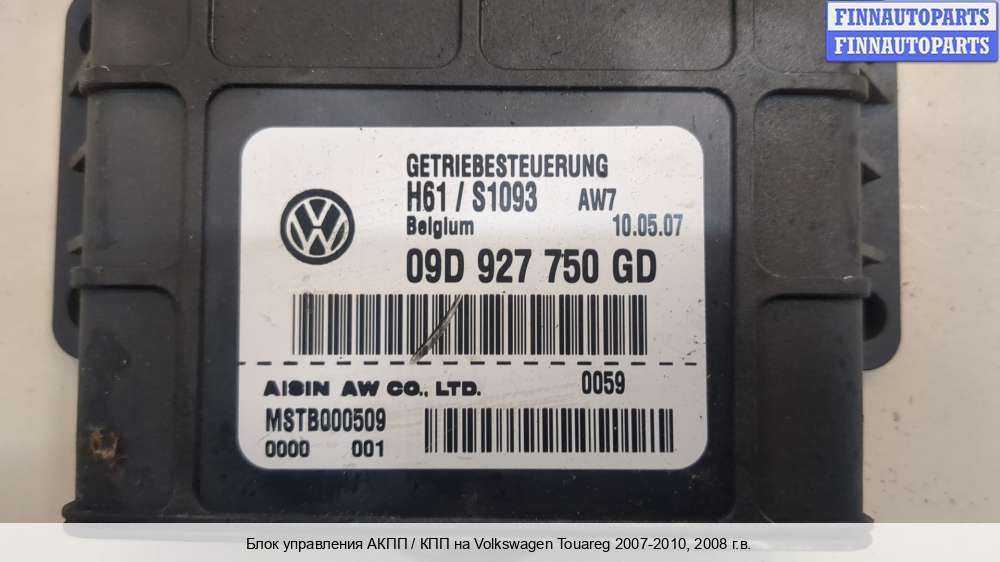 FINNAUTOPARTS
FINNAUTOPARTS
GETRIEBESTEUERUNG
H61 / S1093 AW7
Belgium 10.05.07
09D 927 750 GD
AISIN AW CO., LTD. 0059
MSTB000509
0000 001
Блок управления АКПП / КПП на Volkswagen Touareg 2007-2010, 2008 г.в.